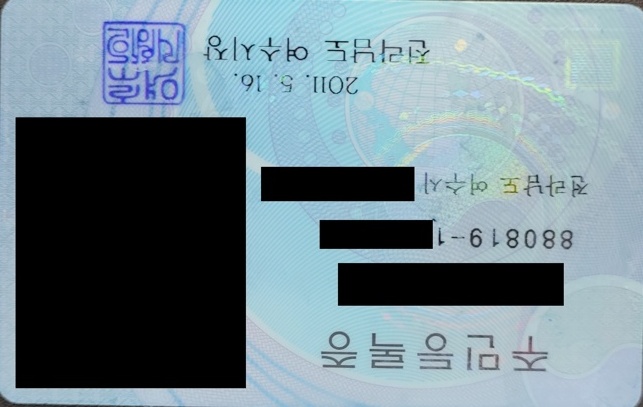 주민등록증
880819-1
전라남도 여수시
2011. 5. 16.
전라남도 여수시장